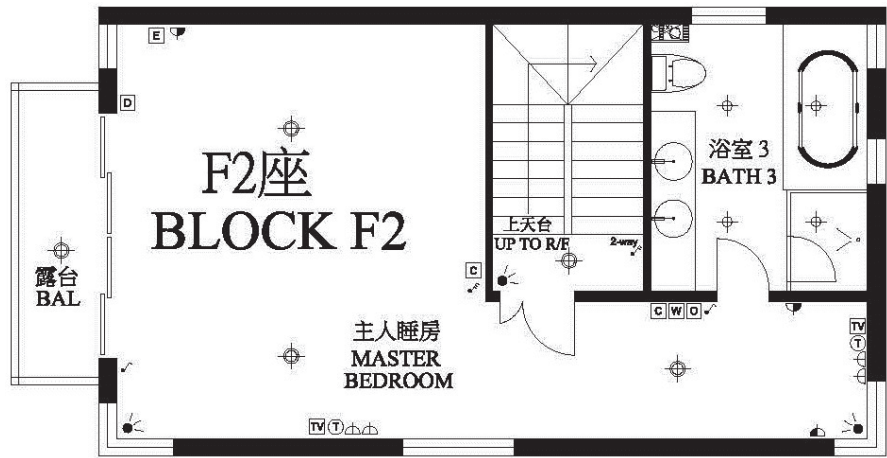 E
D
F2座
BLOCK F2
浴室 3
BATH 3
上天台
UP TO R/F
2-way
露台
BAL
C
主人睡房
MASTER
BEDROOM
C W O
TV
T
TV T